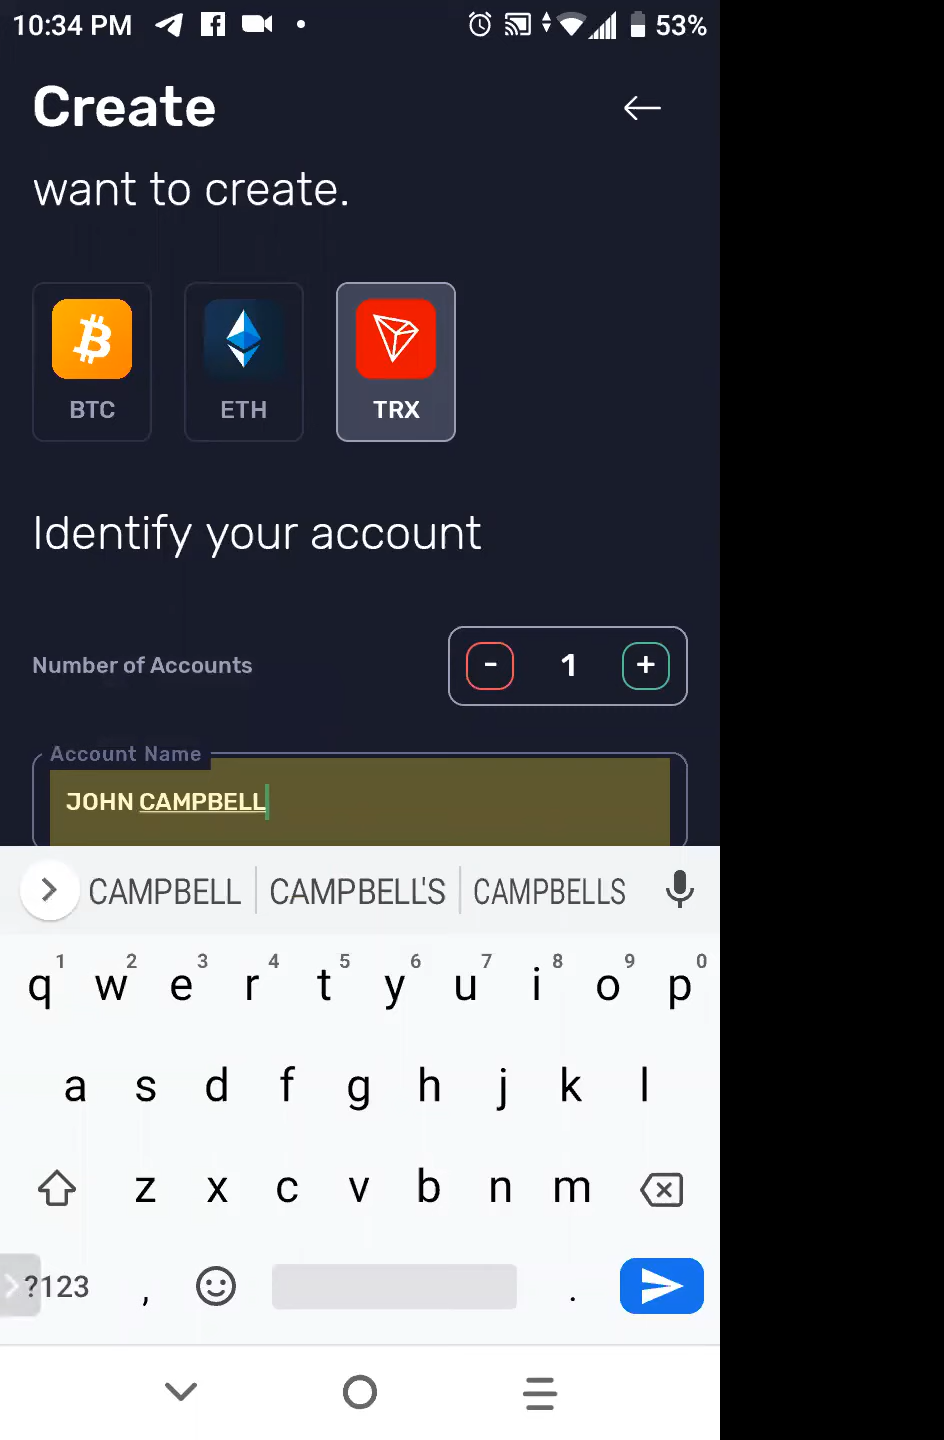 10:34 PM 53%
Create
want to create.
BTC ETH TRX
Identify your account
Number of Accounts - 1 +
Account Name
JOHN CAMPBELL
CAMPBELL CAMPBELL'S CAMPBELLS
1 2 3 4 5 6 7 8 9 0
q w e r t y u i o p
a s d f g h j k l
z x c v b n m
?123 , .